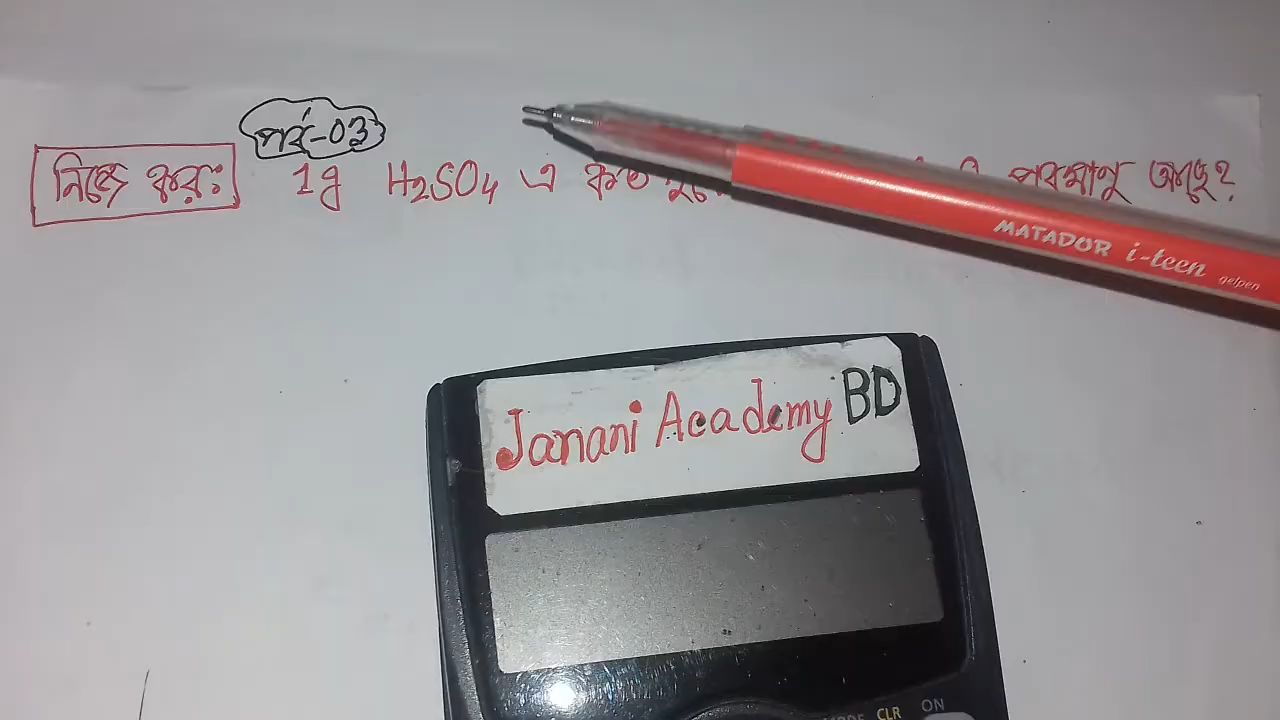 পর্ব-03
নিজে করঃ 1g H₂SO₄ এ কত পরমাণু আছে?
MATADOR i-teen gelpen
Janani Academy BD
CLR ON